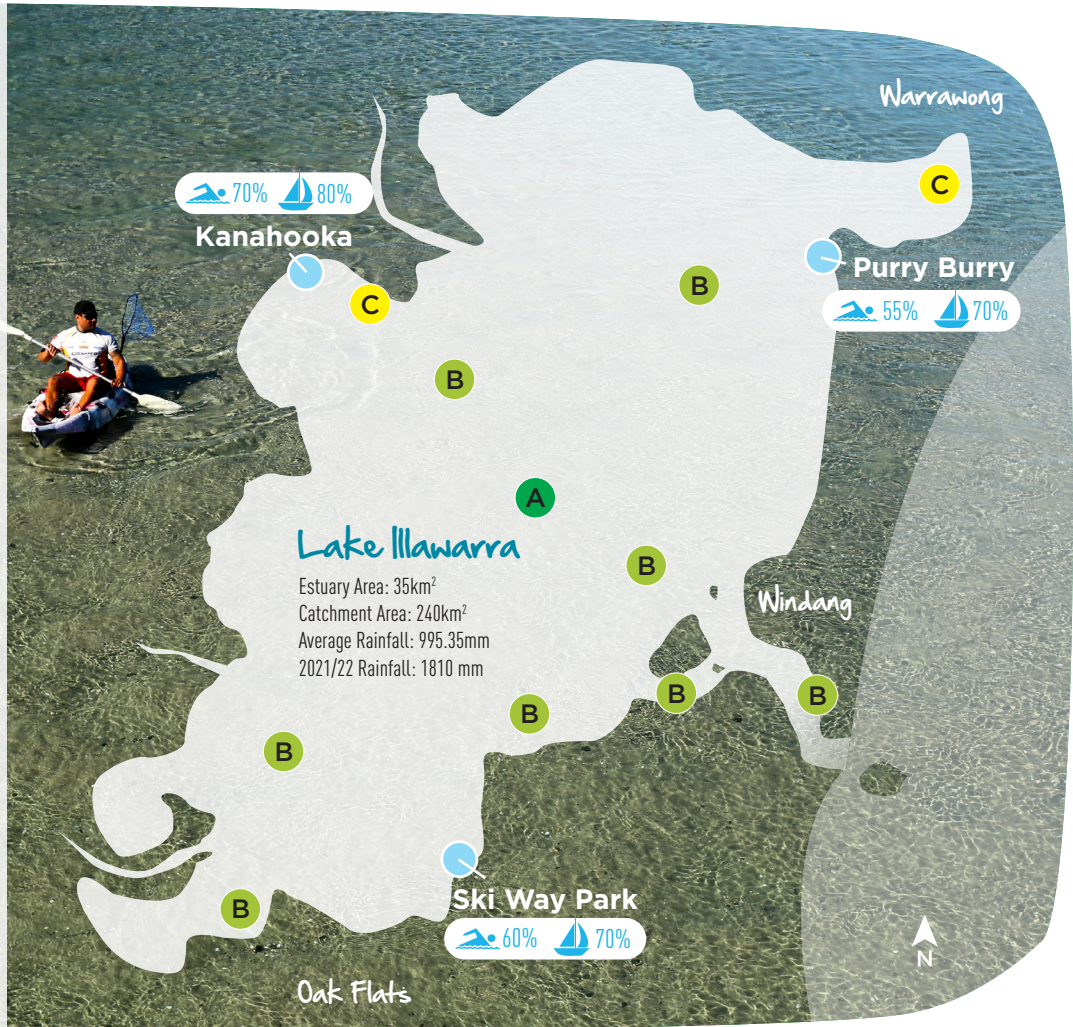 Warrawong
C
70% 80%
Kanahooka
Purry Burry
55% 70%
C
B
B
A
Lake Illawarra
Estuary Area: 35km²
Catchment Area: 240km²
Average Rainfall: 995.35mm
2021/22 Rainfall: 1810 mm
B
Windang
B
B
B
B
Ski Way Park
60% 70%
B
N
Oak Flats